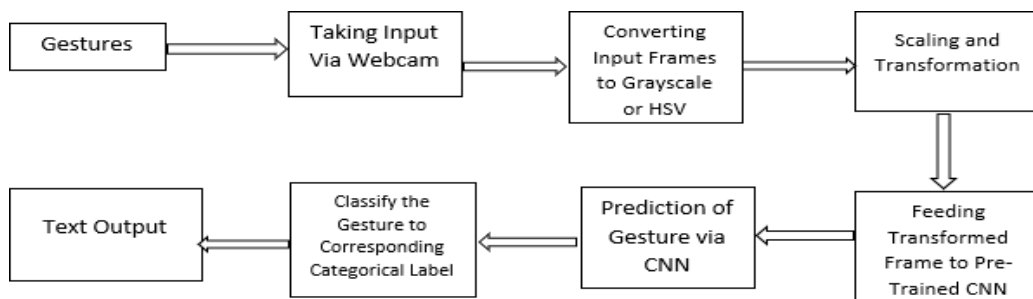 Gestures
Taking Input
Via Webcam
Converting
Input Frames
to Grayscale
or HSV
Scaling and
Transformation
Feeding
Transformed
Frame to Pre-
Trained CNN
Prediction of
Gesture via
CNN
Classify the
Gesture to
Corresponding
Categorical Label
Text Output